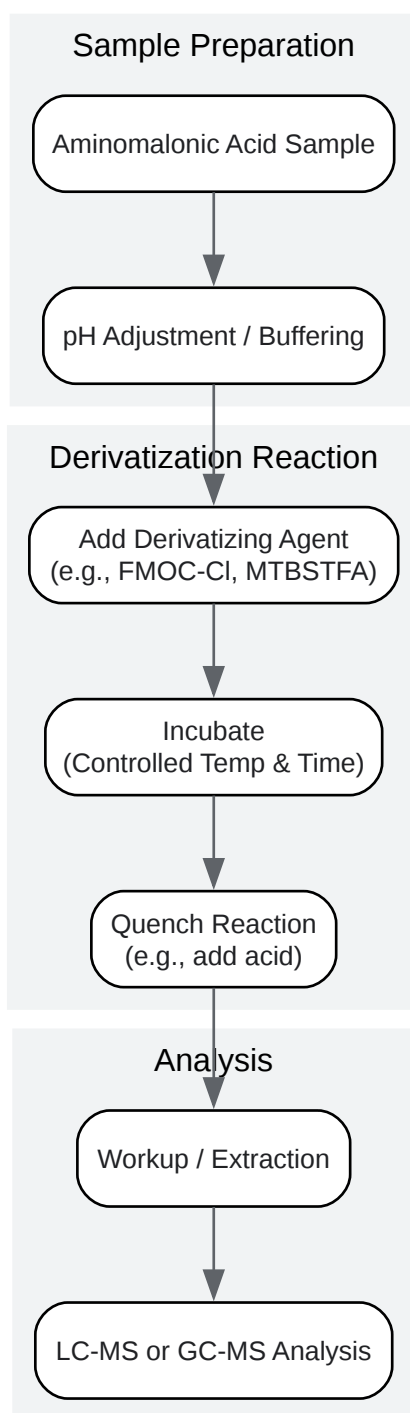 Sample Preparation
Aminomalonic Acid Sample
pH Adjustment / Buffering
Derivatization Reaction
Add Derivatizing Agent
(e.g., FMOC-Cl, MTBSTFA)
Incubate
(Controlled Temp & Time)
Quench Reaction
(e.g., add acid)
Analysis
Workup / Extraction
LC-MS or GC-MS Analysis